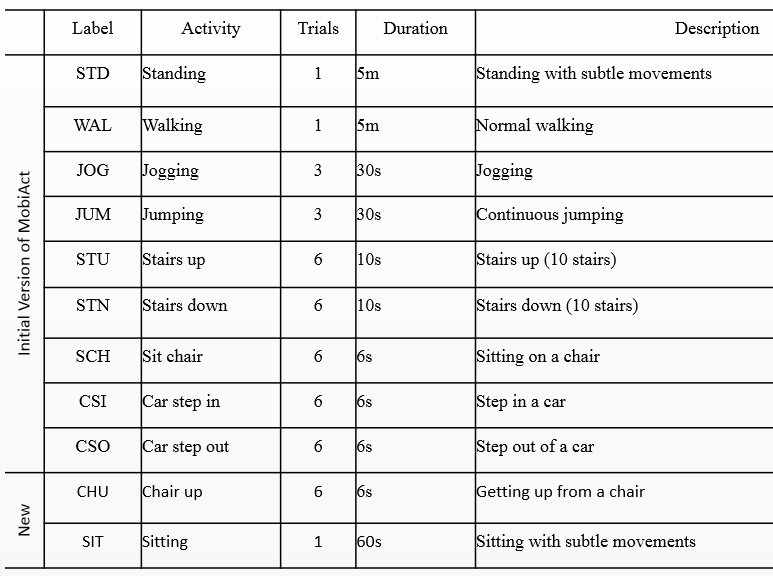 Label Activity Trials Duration Description
Initial Version of MobiAct
STD Standing 1 5m Standing with subtle movements
WAL Walking 1 5m Normal walking
JOG Jogging 3 30s Jogging
JUM Jumping 3 30s Continuous jumping
STU Stairs up 6 10s Stairs up (10 stairs)
STN Stairs down 6 10s Stairs down (10 stairs)
SCH Sit chair 6 6s Sitting on a chair
CSI Car step in 6 6s Step in a car
CSO Car step out 6 6s Step out of a car
New
CHU Chair up 6 6s Getting up from a chair
SIT Sitting 1 60s Sitting with subtle movements